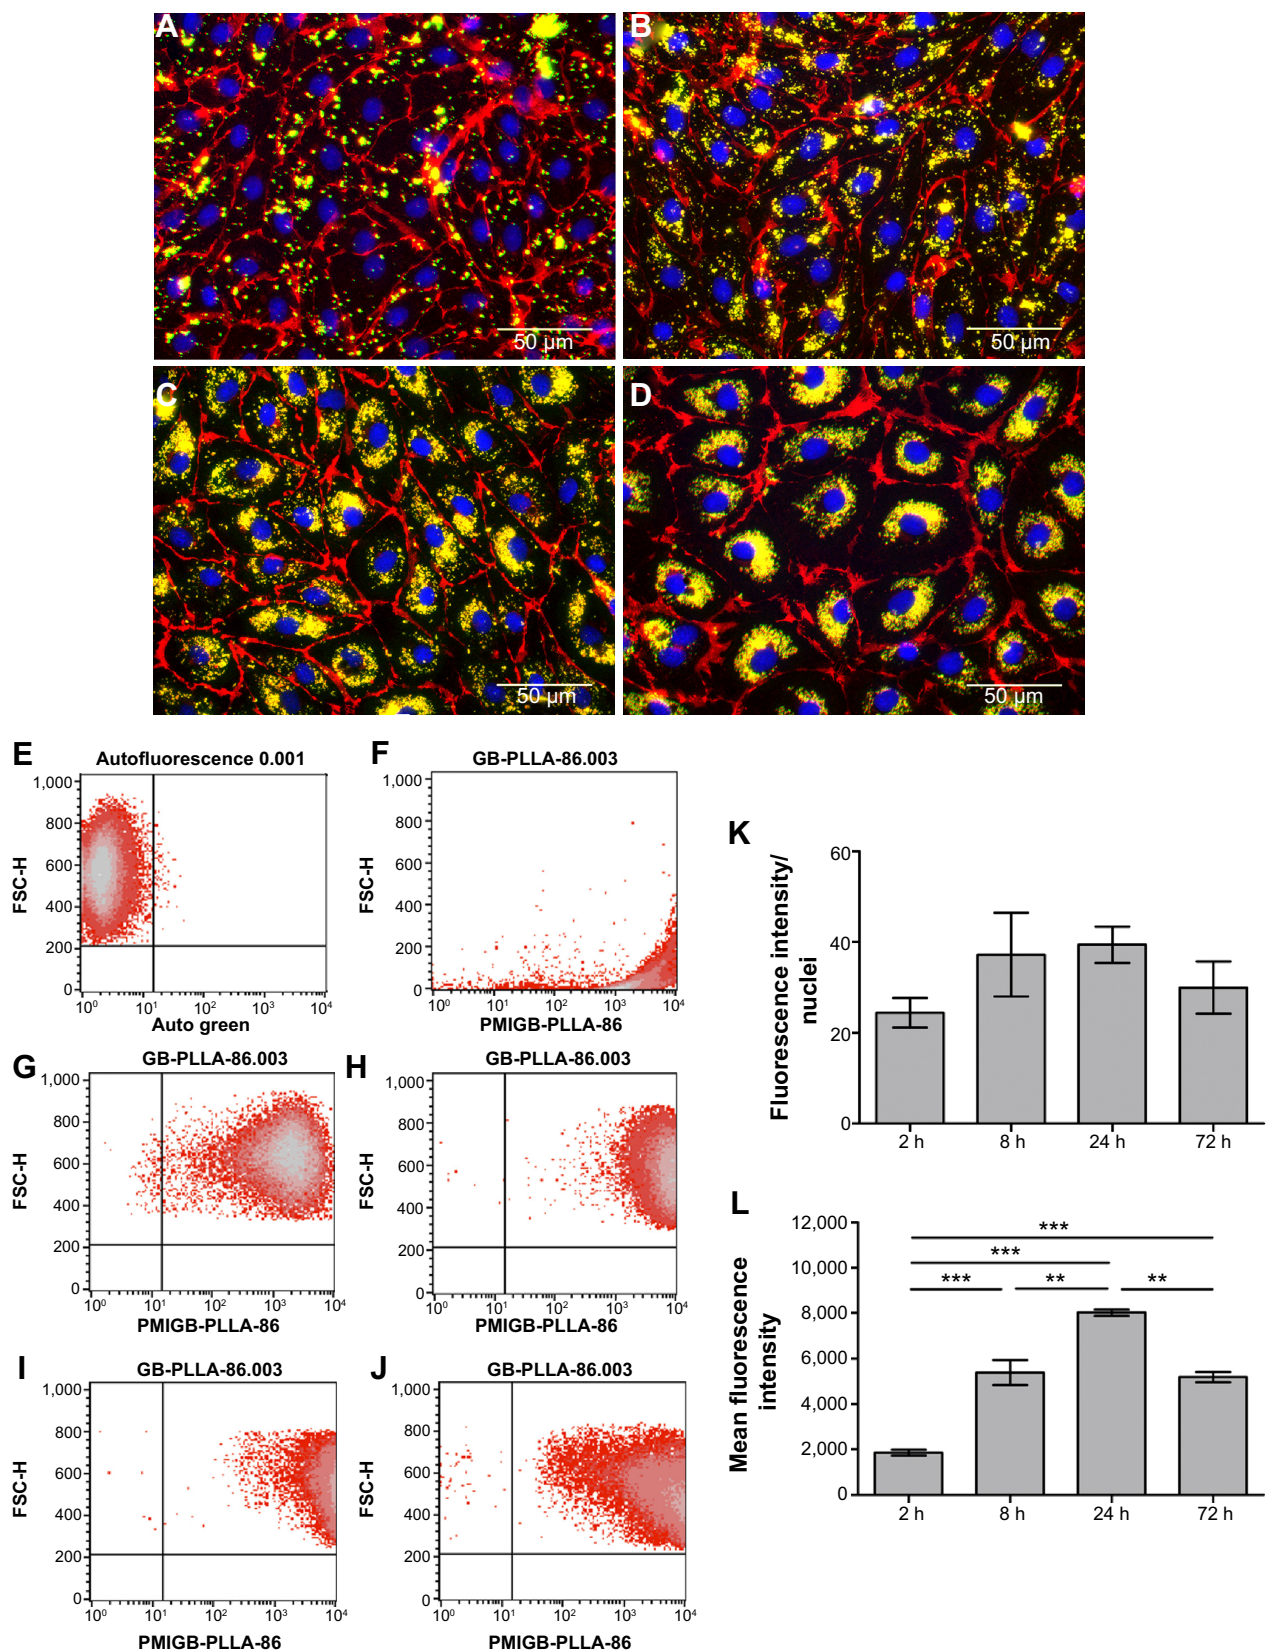 A
B
50 µm
50 µm
C
D
50 µm
50 µm
E
Autofluorescence 0.001
FSC-H
1,000
800
600
400
200
0
10⁰ 10¹ 10² 10³ 10⁴
Auto green
F
GB-PLLA-86.003
FSC-H
1,000
800
600
400
200
0
10⁰ 10¹ 10² 10³ 10⁴
PMIGB-PLLA-86
G
GB-PLLA-86.003
FSC-H
1,000
800
600
400
200
0
10⁰ 10¹ 10² 10³ 10⁴
PMIGB-PLLA-86
H
GB-PLLA-86.003
FSC-H
1,000
800
600
400
200
0
10⁰ 10¹ 10² 10³ 10⁴
PMIGB-PLLA-86
I
GB-PLLA-86.003
FSC-H
1,000
800
600
400
200
0
10⁰ 10¹ 10² 10³ 10⁴
PMIGB-PLLA-86
J
GB-PLLA-86.003
FSC-H
1,000
800
600
400
200
0
10⁰ 10¹ 10² 10³ 10⁴
PMIGB-PLLA-86
K
Fluorescence intensity/
nuclei
60
40
20
0
2 h 8 h 24 h 72 h
L
Mean fluorescence
intensity
12,000
10,000
8,000
6,000
4,000
2,000
0
***
***
*** ** **
2 h 8 h 24 h 72 h